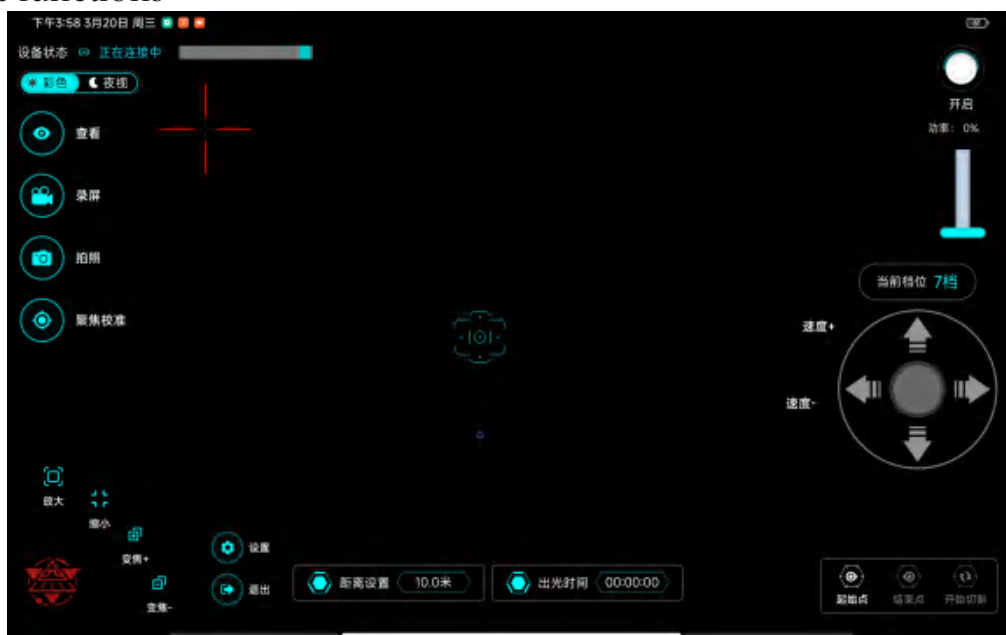 functions
下午3:58 3月20日 周三
设备状态 正在连接中
彩色 夜视
开启
功率: 0%
查看
录屏
拍照
当前档位 7档
聚焦校准
速度+
速度-
放大
缩小
变焦+
变焦-
设置
退出
距离设置 10.0米
出光时间 00:00:00
起始点 结束点 开始切割